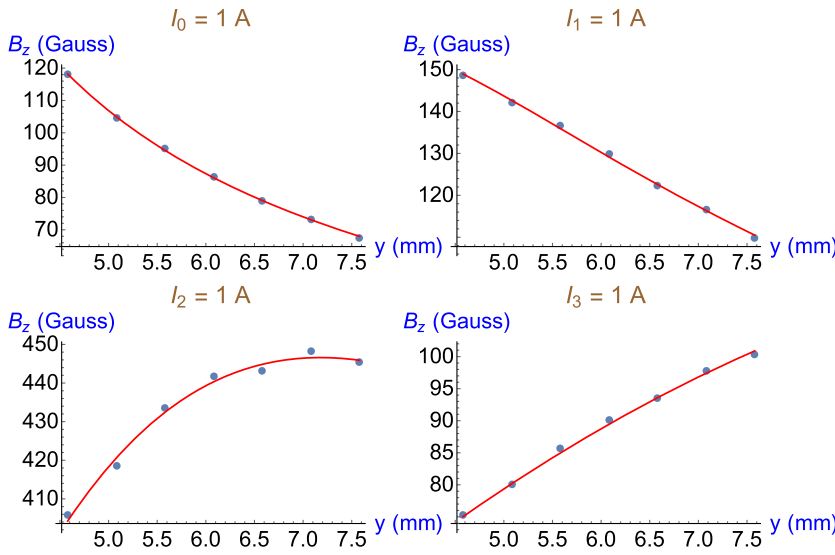 I₀ = 1 A
B_z (Gauss)
120
110
100
90
80
70
5.0 5.5 6.0 6.5 7.0 7.5
y (mm)
I₁ = 1 A
B_z (Gauss)
150
140
130
120
5.0 5.5 6.0 6.5 7.0 7.5
y (mm)
I₂ = 1 A
B_z (Gauss)
450
440
430
420
410
5.0 5.5 6.0 6.5 7.0 7.5
y (mm)
I₃ = 1 A
B_z (Gauss)
100
95
90
85
80
5.0 5.5 6.0 6.5 7.0 7.5
y (mm)